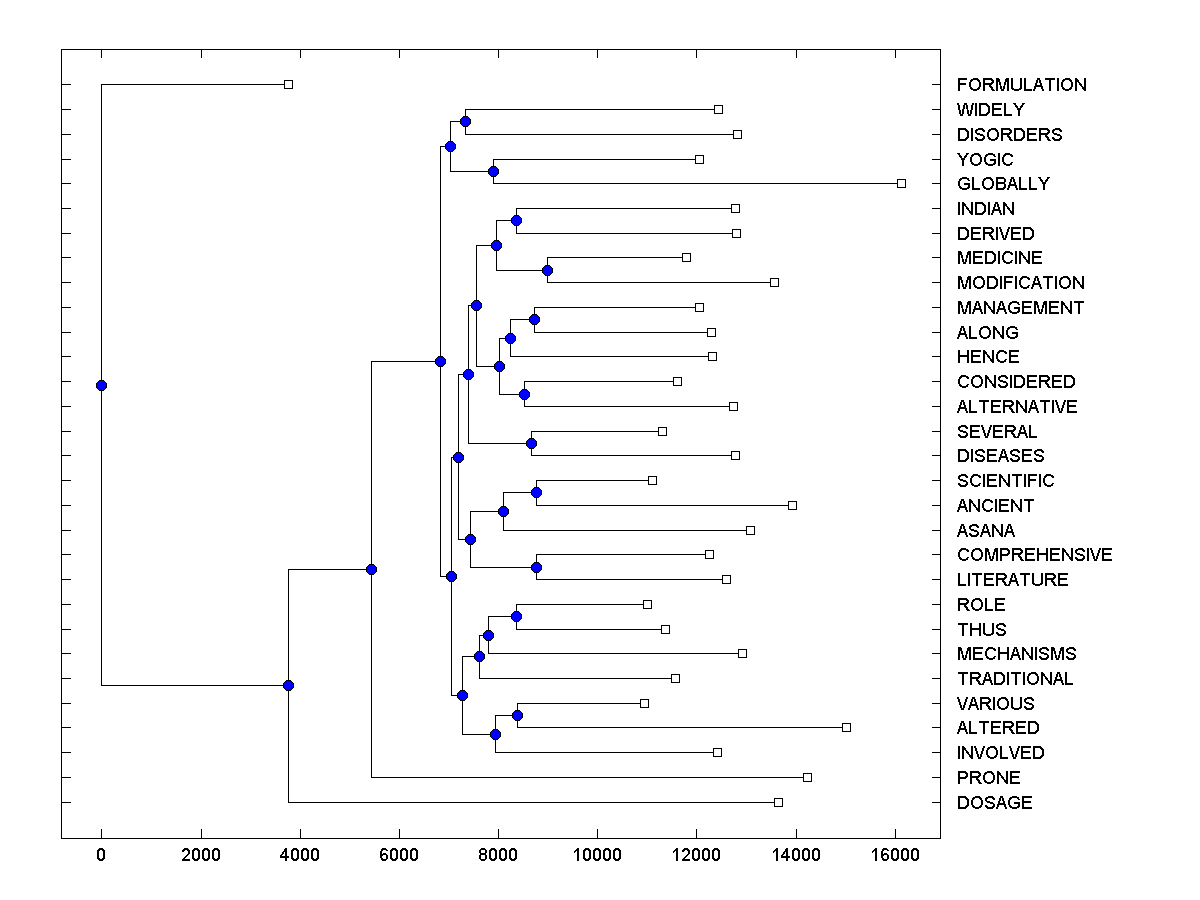 FORMULATION
WIDELY
DISORDERS
YOGIC
GLOBALLY
INDIAN
DERIVED
MEDICINE
MODIFICATION
MANAGEMENT
ALONG
HENCE
CONSIDERED
ALTERNATIVE
SEVERAL
DISEASES
SCIENTIFIC
ANCIENT
ASANA
COMPREHENSIVE
LITERATURE
ROLE
THUS
MECHANISMS
TRADITIONAL
VARIOUS
ALTERED
INVOLVED
PRONE
DOSAGE
0 2000 4000 6000 8000 10000 12000 14000 16000